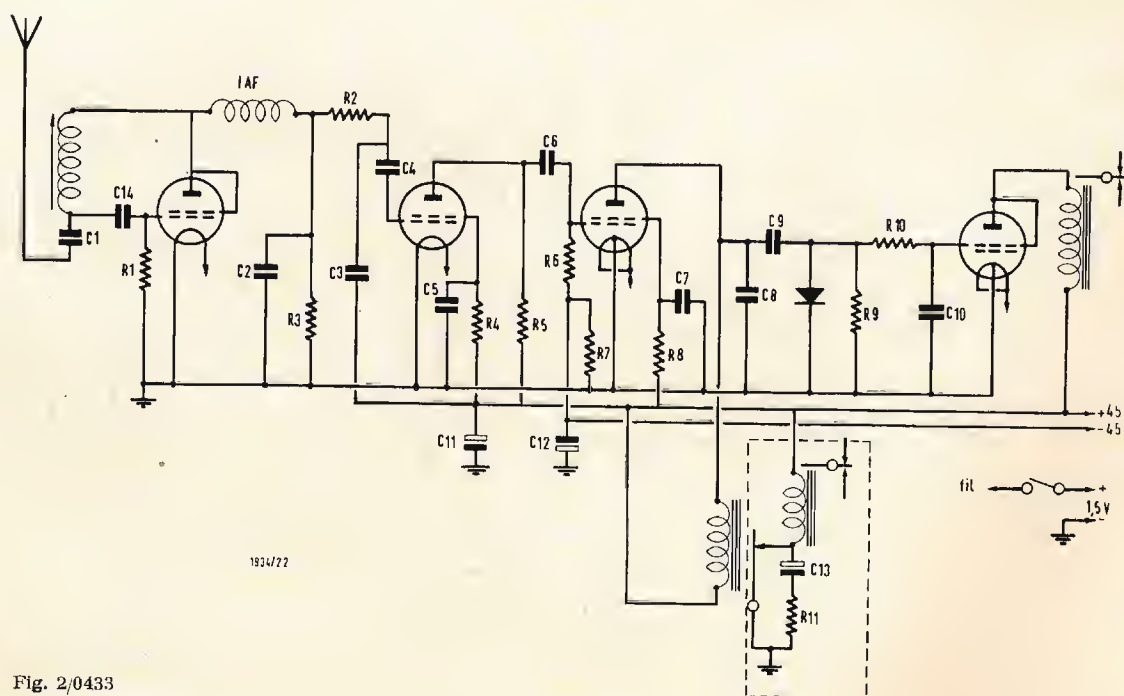 IAF
R2
C4
C6
C14
C1
R1
C2
R3
C3
C5
R4
R5
R6
R7
C7
R8
C9
C8
R9
R10
C10
+45
-45
C11
C12
fil
+
1,5V
-
C13
R11
1934/22
Fig. 2/0433